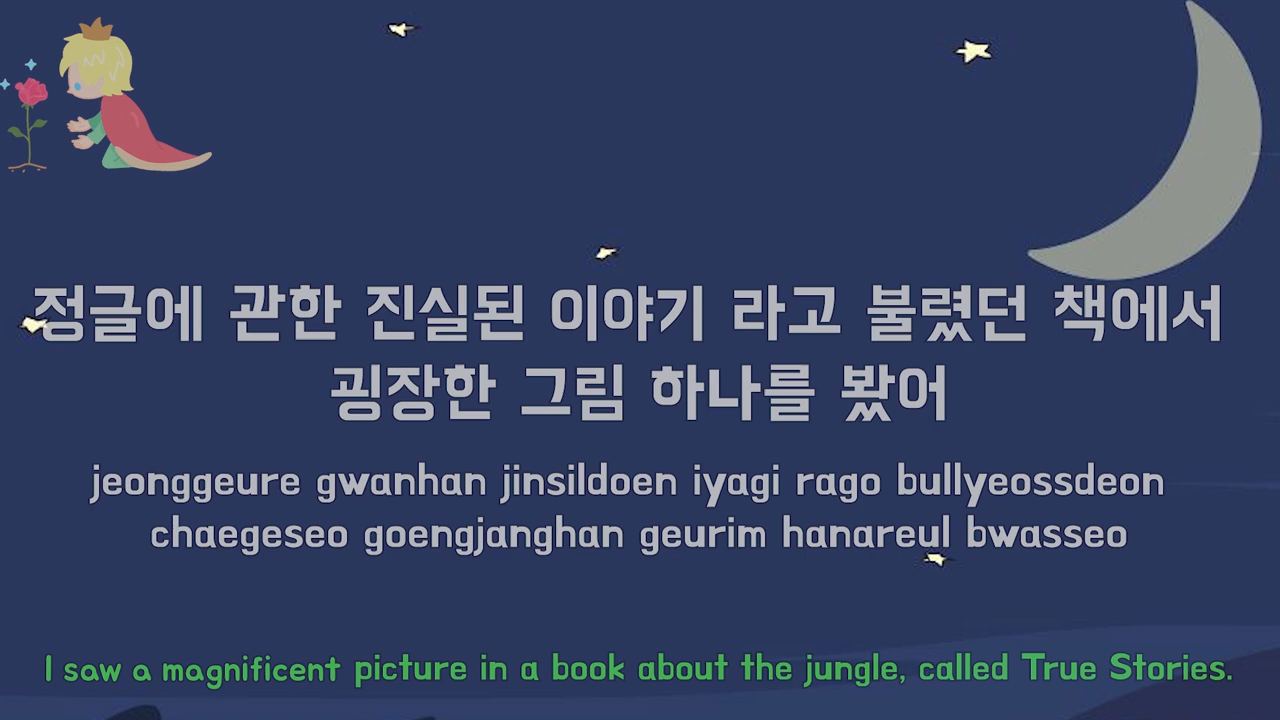 정글에 관한 진실된 이야기 라고 불렸던 책에서
굉장한 그림 하나를 봤어
jeonggeure gwanhan jinsildoen iyagi rago bullyeossdeon
chaegeseo goengjanghan geurim hanareul bwasseo
I saw a magnificent picture in a book about the jungle, called True Stories.